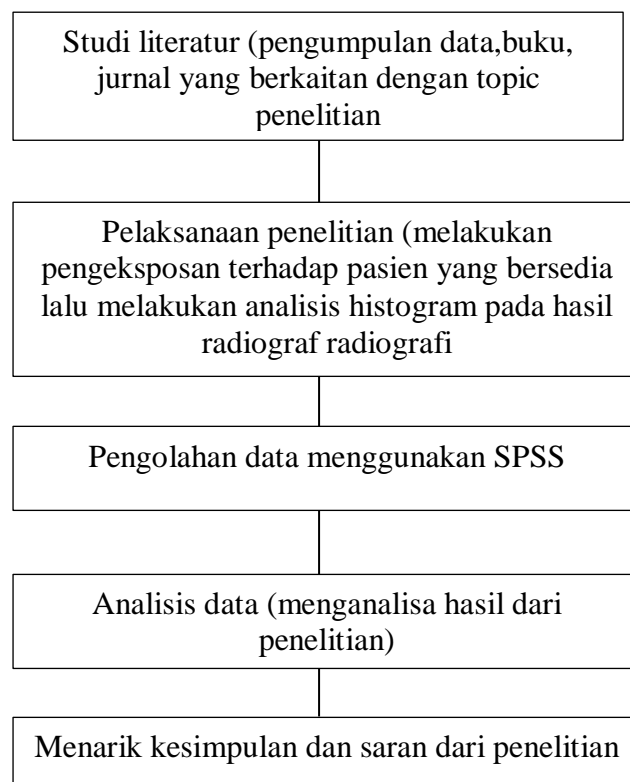 Studi literatur (pengumpulan data,buku,
jurnal yang berkaitan dengan topic
penelitian
Pelaksanaan penelitian (melakukan
pengeksposan terhadap pasien yang bersedia
lalu melakukan analisis histogram pada hasil
radiograf radiografi
Pengolahan data menggunakan SPSS
Analisis data (menganalisa hasil dari
penelitian)
Menarik kesimpulan dan saran dari penelitian